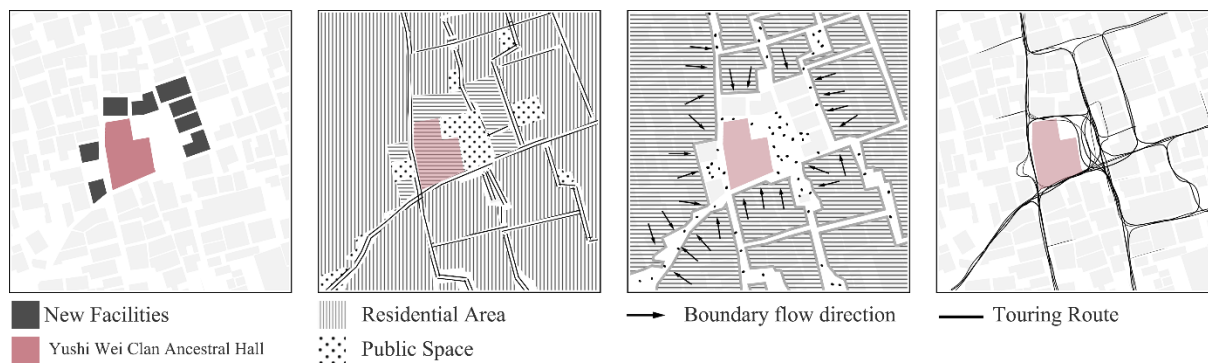 New Facilities
Yushi Wei Clan Ancestral Hall
Residential Area
Public Space
Boundary flow direction
Touring Route